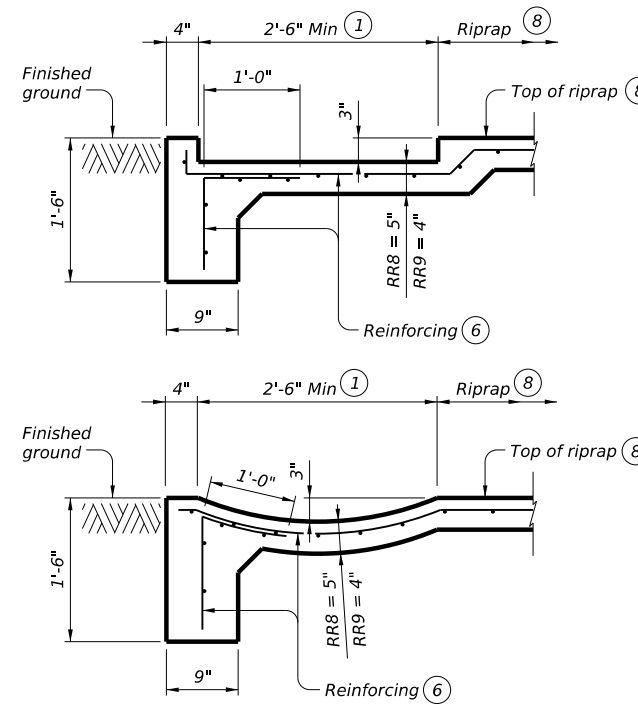 4" 2'-6" Min 1 Riprap 8
Finished
ground
1'-0"
3"
Top of riprap 8
1'-6"
RR8 = 5"
RR9 = 4"
9"
Reinforcing 6
4" 2'-6" Min 1 Riprap 8
Finished
ground
1'-0"
3"
Top of riprap 8
1'-6"
RR8 = 5"
RR9 = 4"
9"
Reinforcing 6